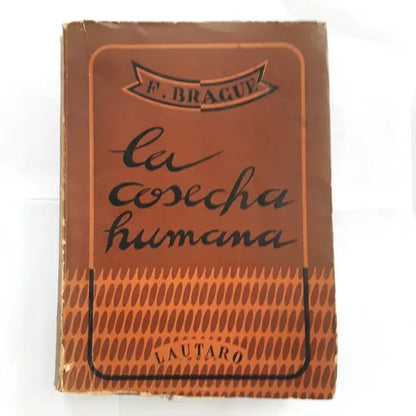 F. BRAGUE
la
cosecha
humana
LAUTARO